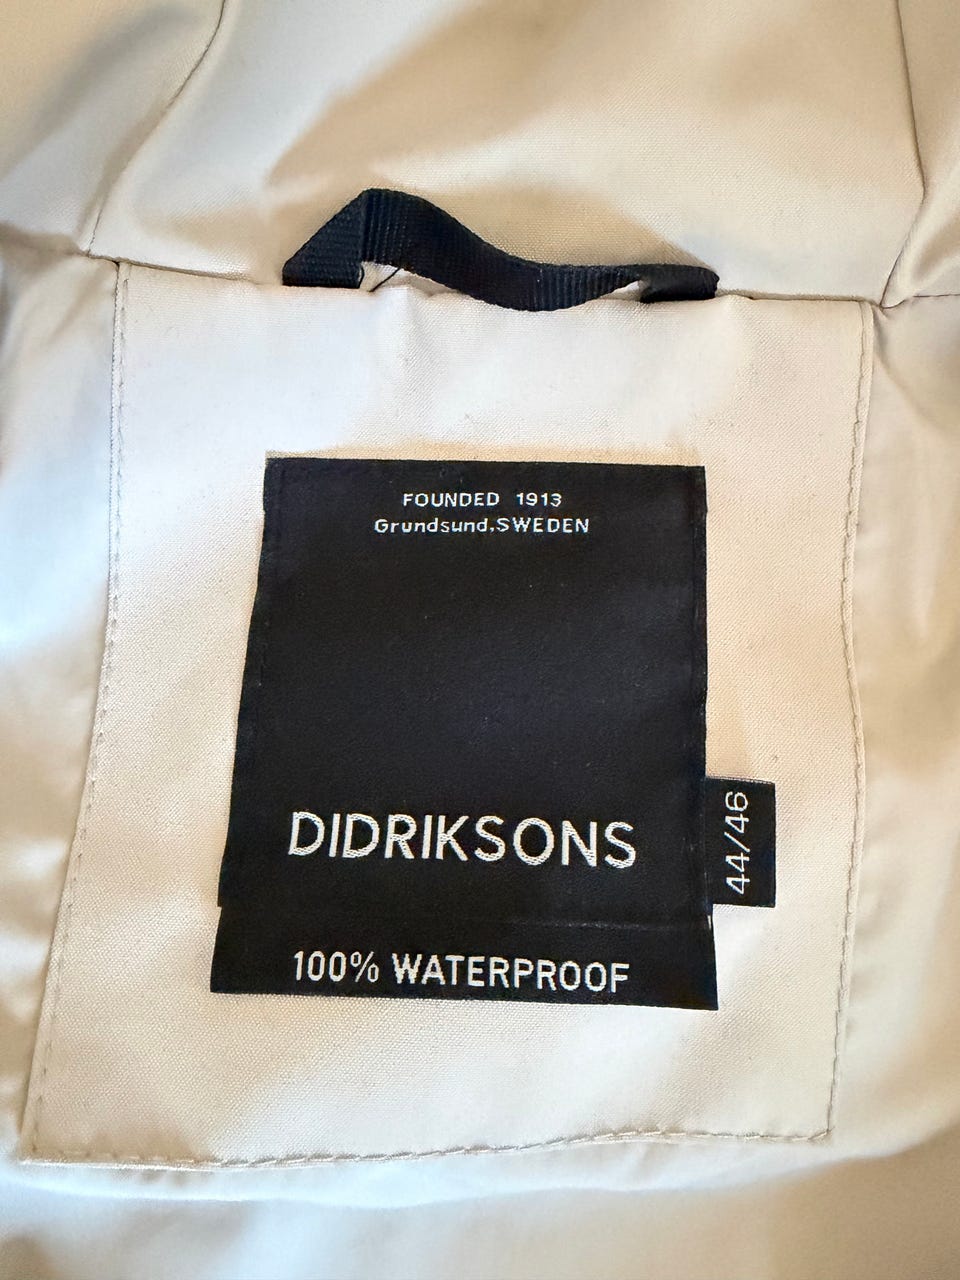 FOUNDED 1913
Grundsund,SWEDEN
DIDRIKSONS
44/46
100% WATERPROOF